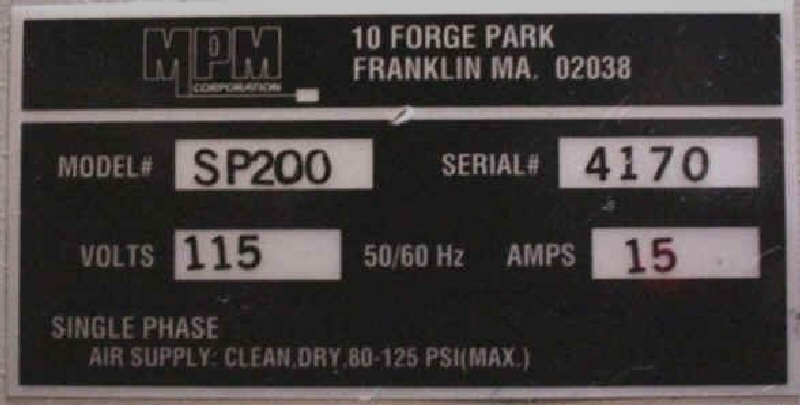 MPM
CORPORATION
10 FORGE PARK
FRANKLIN MA. 02038
MODEL# SP200 SERIAL# 4170
VOLTS 115 50/60 Hz AMPS 15
SINGLE PHASE
AIR SUPPLY: CLEAN,DRY,80-125 PSI(MAX.)